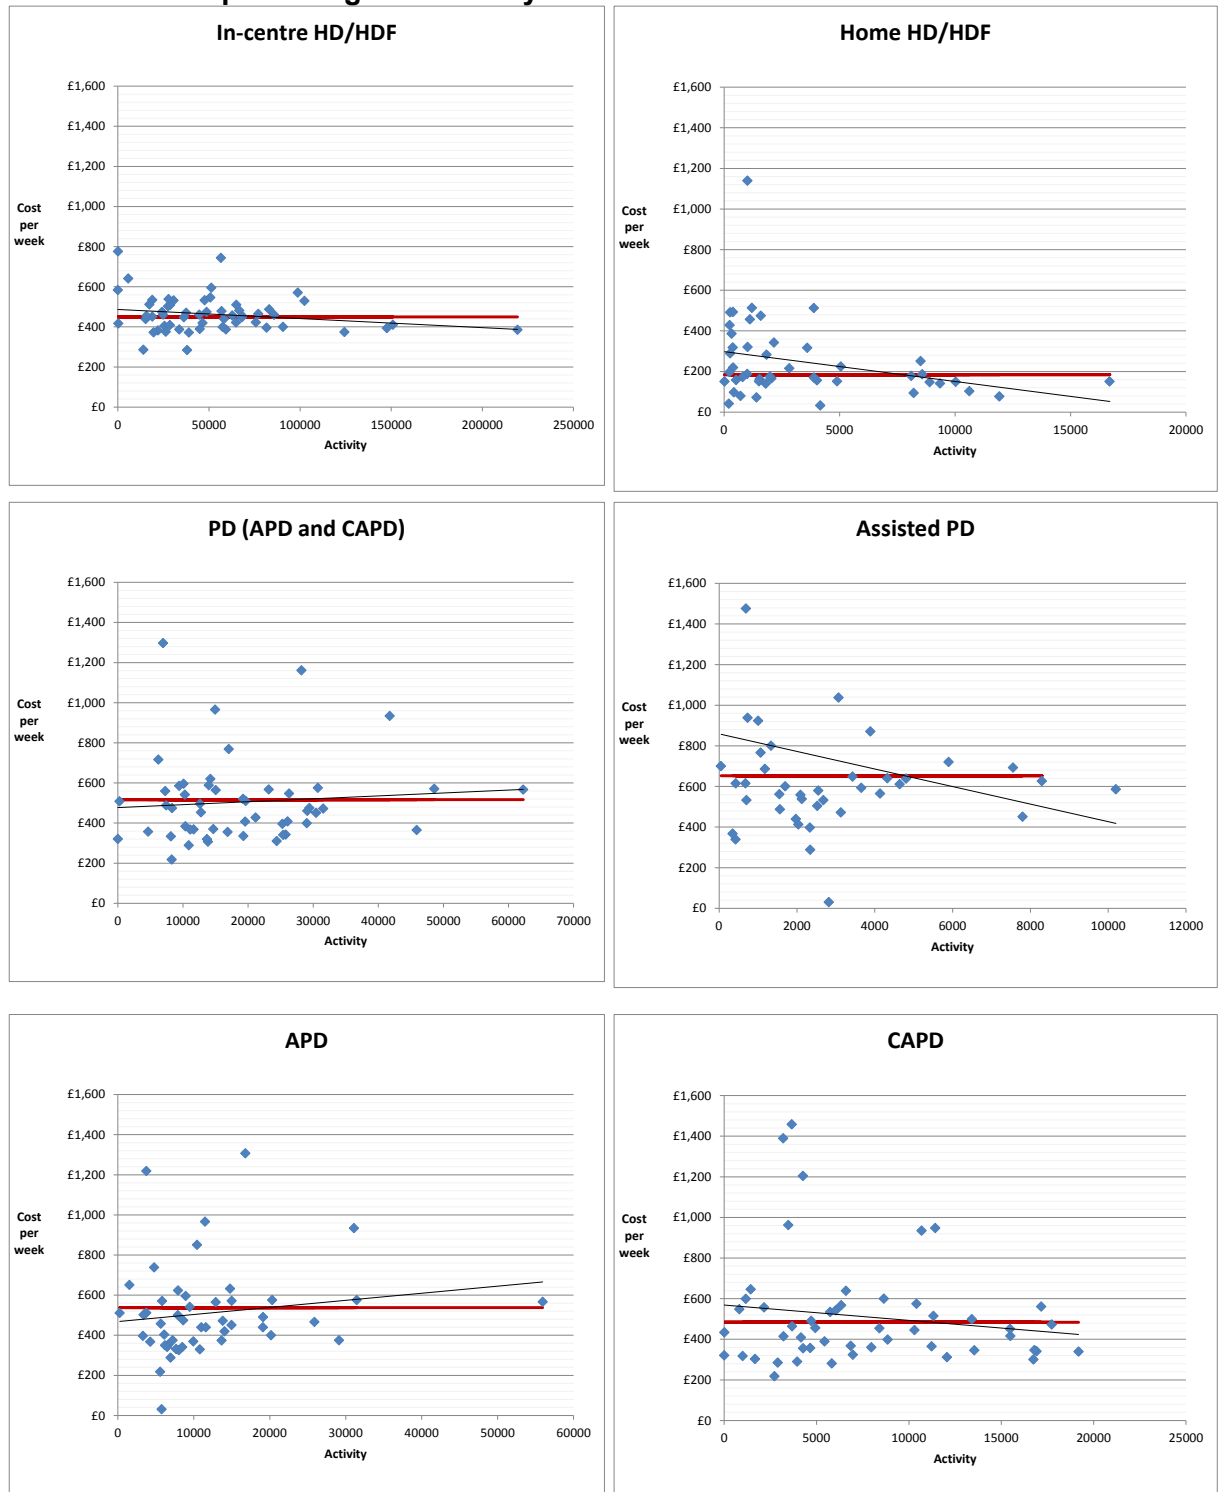 In-centre HD/HDF
£1,600
£1,400
£1,200
£1,000
£800
£600
£400
£200
£0
Cost
per
week
0 50000 100000 150000 200000 250000
Activity
Home HD/HDF
£1,600
£1,400
£1,200
£1,000
£800
£600
£400
£200
£0
Cost
per
week
0 5000 10000 15000 20000
Activity
PD (APD and CAPD)
£1,600
£1,400
£1,200
£1,000
£800
£600
£400
£200
£0
Cost
per
week
0 10000 20000 30000 40000 50000 60000 70000
Activity
Assisted PD
£1,600
£1,400
£1,200
£1,000
£800
£600
£400
£200
£0
Cost
per
week
0 2000 4000 6000 8000 10000 12000
Activity
APD
£1,600
£1,400
£1,200
£1,000
£800
£600
£400
£200
£0
Cost
per
week
0 10000 20000 30000 40000 50000 60000
Activity
CAPD
£1,600
£1,400
£1,200
£1,000
£800
£600
£400
£200
£0
Cost
per
week
0 5000 10000 15000 20000 25000
Activity